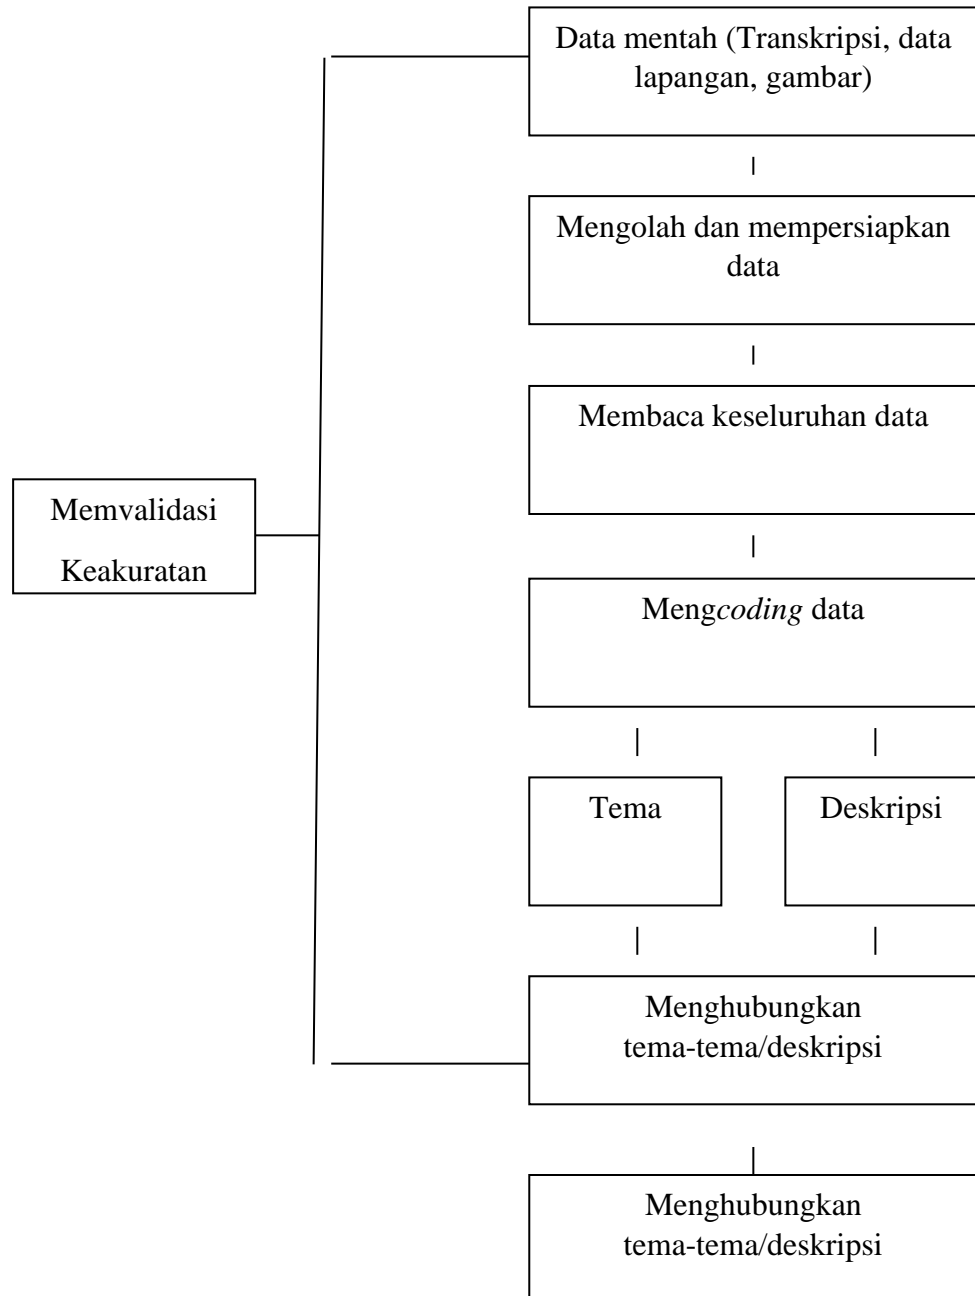 Data mentah (Transkripsi, data
lapangan, gambar)
Mengolah dan mempersiapkan
data
Membaca keseluruhan data
Memvalidasi
Keakuratan
Mengcoding data
Tema
Deskripsi
Menghubungkan
tema-tema/deskripsi
Menghubungkan
tema-tema/deskripsi